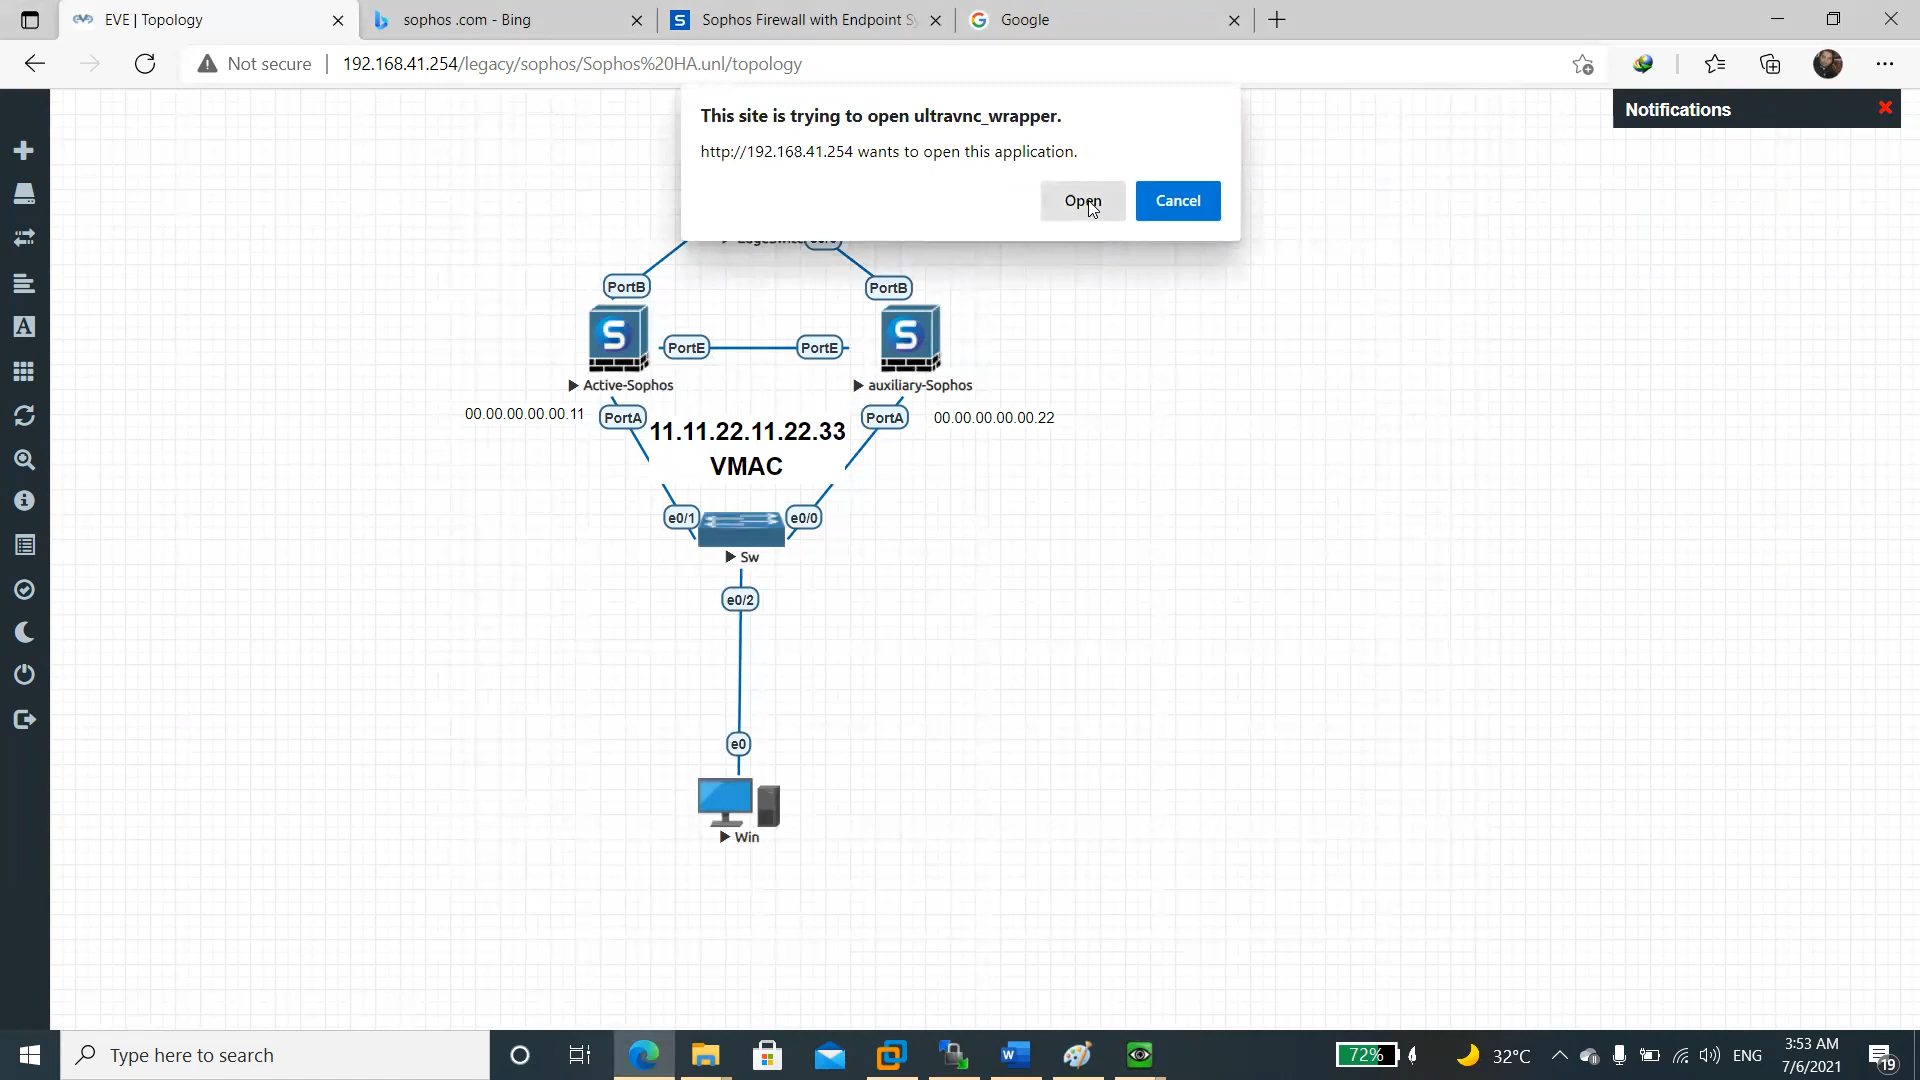 EVE | Topology
sophos .com - Bing
Sophos Firewall with Endpoint Sy
Google
Not secure
192.168.41.254/legacy/sophos/Sophos%20HA.unl/topology
This site is trying to open ultravnc_wrapper.
http://192.168.41.254 wants to open this application.
Open
Cancel
Notifications
PortB
PortB
S
S
PortE
PortE
Active-Sophos
auxiliary-Sophos
00.00.00.00.00.11
PortA
11.11.22.11.22.33
PortA
00.00.00.00.00.22
VMAC
e0/1
e0/0
Sw
e0/2
e0
Win
Type here to search
72%
32°C
ENG
3:53 AM
7/6/2021
19